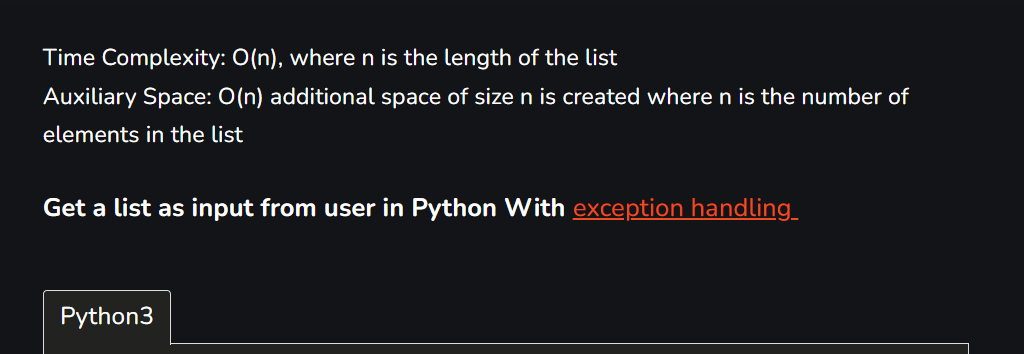 Time Complexity: O(n), where n is the length of the list
Auxiliary Space: O(n) additional space of size n is created where n is the number of
elements in the list
Get a list as input from user in Python With exception handling
Python3